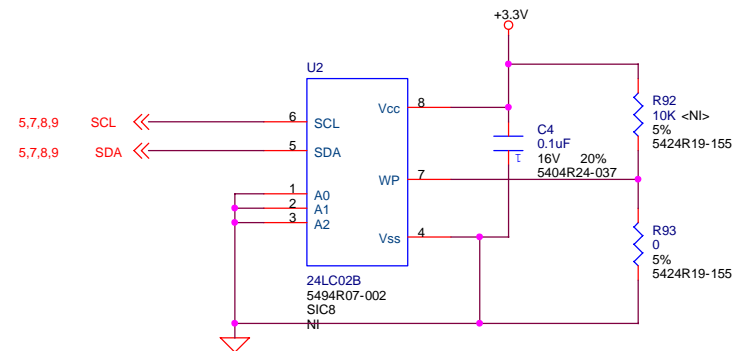 +3.3V
U2
R92
10K <NI>
5%
5424R19-155
Vcc 8
C4
0.1uF
16V 20%
5404R24-037
τ
5,7,8,9 SCL 6 SCL
5,7,8,9 SDA 5 SDA
WP 7
1 A0
2 A1
3 A2
Vss 4
R93
0
5%
5424R19-155
24LC02B
5494R07-002
SIC8
NI